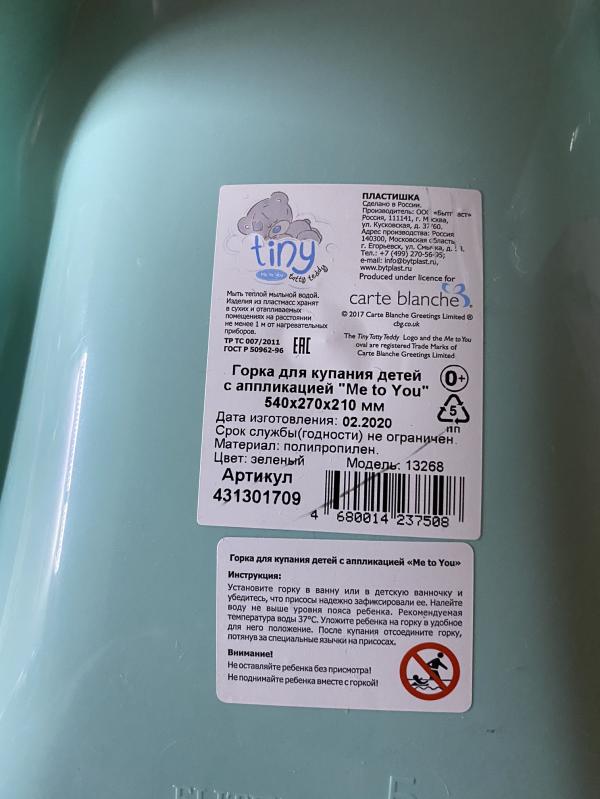 tiny
Me to You
tatty teddy
Мыть теплой мыльной водой.
Изделия из пластмасс хранят
в сухих и отапливаемых
помещениях на расстоянии
не менее 1 м от нагревательных
приборов.
ТР ТС 007/2011
ГОСТ Р 50962-96
EAC
ПЛАСТИШКА
Сделано в России.
Производитель: ООО
Россия, 111141, г.
ул. Кусковская, д.
Адрес производства: Россия
140300, Московская область,
г. Егорьевск, ул. См-ка, д.
Тел.: +7 (499) 270-56-95;
e-mail: info@bytplast.ru,
www.bytplast.ru
Produced under licence for
carte blanche
© 2017 Carte Blanche Greetings Limited ®
cbg.co.uk
The Tiny Tatty Teddy Logo and the Me to You
oval are registered Trade Marks of
Carte Blanche Greetings Limited
Горка для купания детей
с аппликацией "Me to You"
540х270х210 мм
0+
5
ПП
Дата изготовления: 02.2020
Срок службы(годности) не ограничен.
Материал: полипропилен.
Цвет: зеленый Модель: 13268
Артикул
431301709
4 680014 237508
Горка для купания детей с аппликацией «Me to You»
Инструкция:
Установите горку в ванну или в детскую ванночку и
убедитесь, что присосы надежно зафиксировали ее. Налейте
воду не выше уровня пояса ребенка. Рекомендуемая
температура воды 37°С. Уложите ребенка на горку в удобное
для него положение. После купания отсоедините горку,
потянув за специальные язычки на присосах.
Внимание!
Не оставляйте ребенка без присмотра!
Не поднимайте ребенка вместе с горкой!